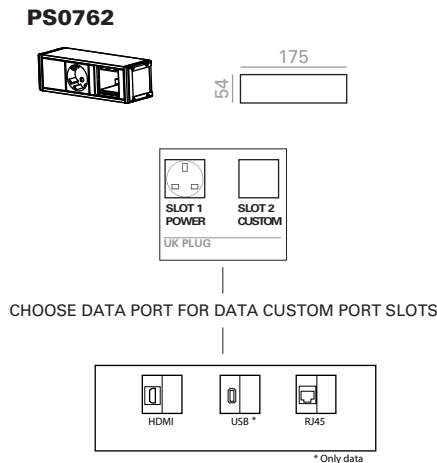 PS0762
175
54
SLOT 1 SLOT 2
POWER CUSTOM
UK PLUG
CHOOSE DATA PORT FOR DATA CUSTOM PORT SLOTS
HDMI USB * RJ45
* Only data